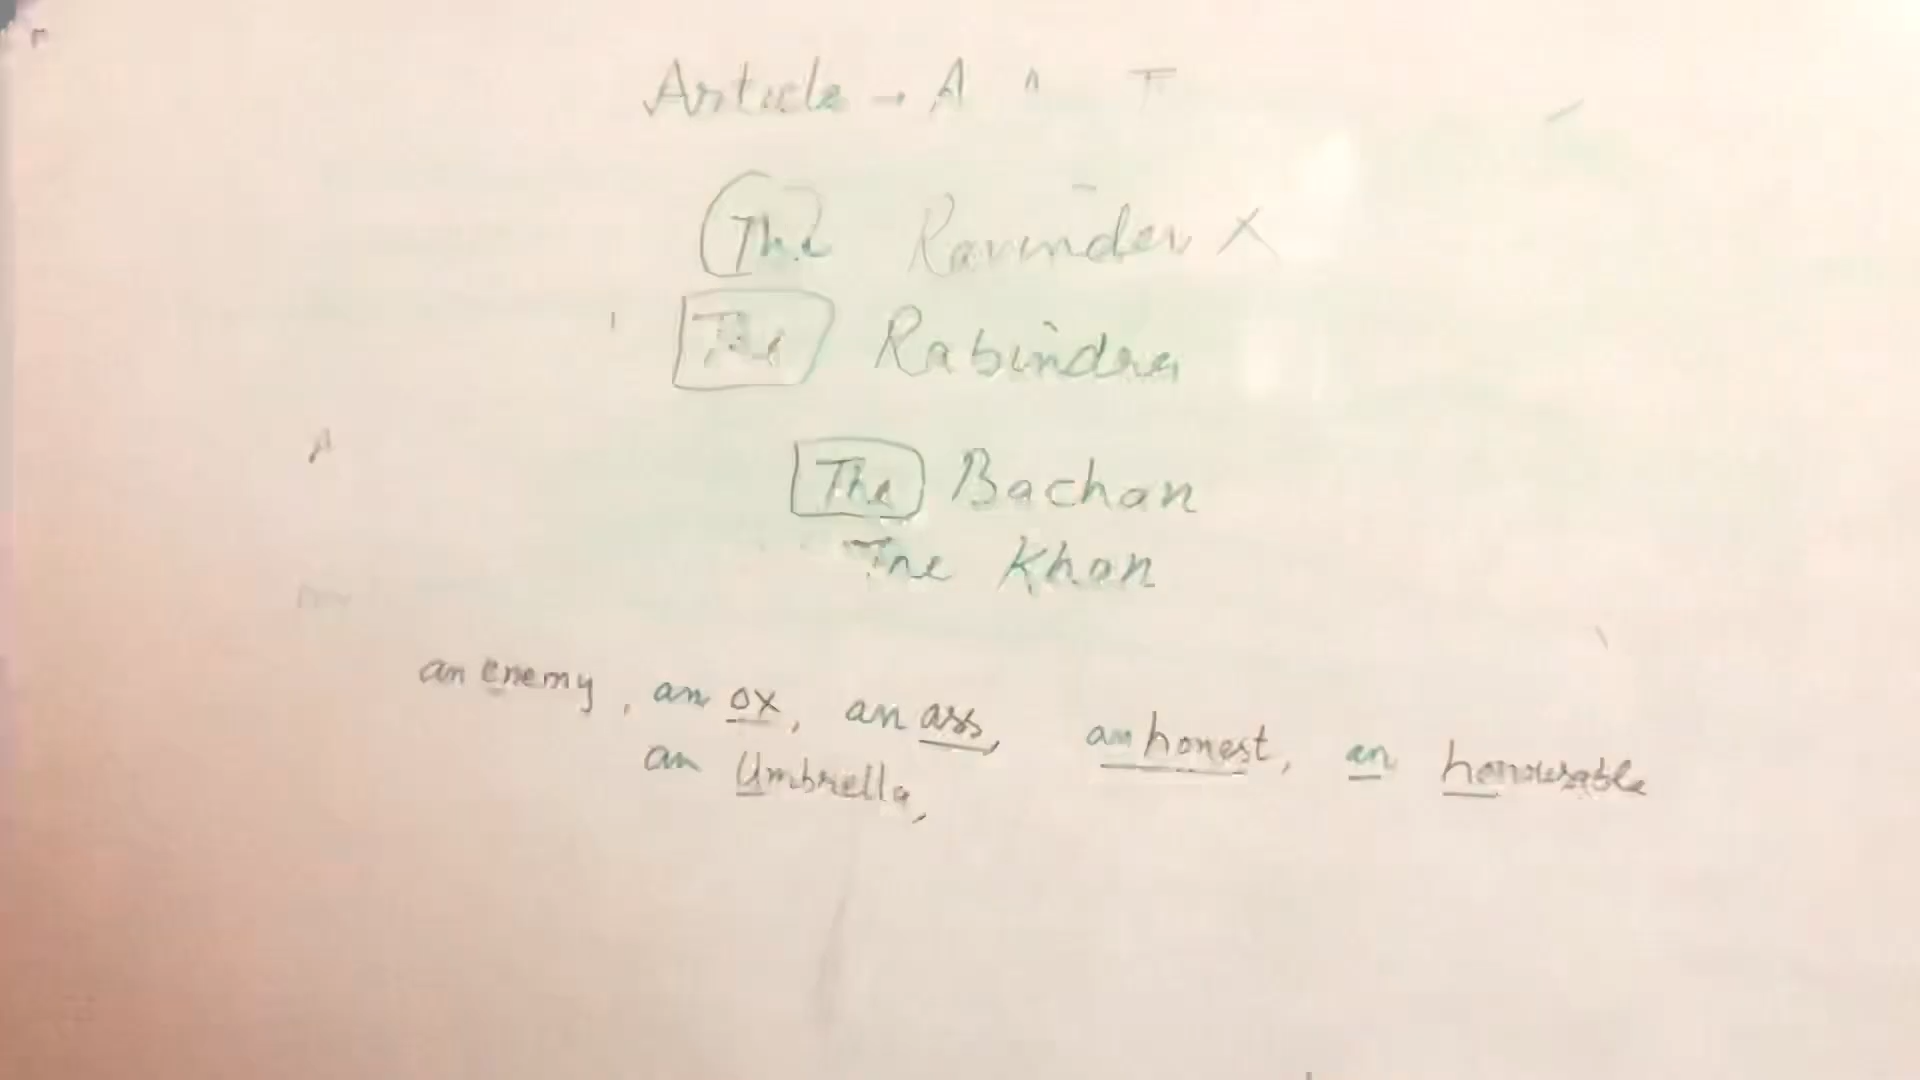 Article - A
The Ravinder X
The Rabindra
The Bachan
The Khan
an enemy, an ox, an ass, an honest, an honourable
an Umbrella,